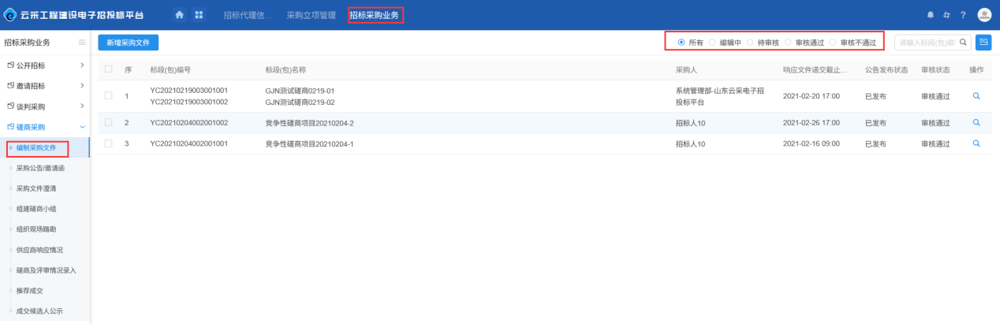 云采工程建设电子招投标平台
招标代理信...
采购立项管理
招标采购业务
?
招标采购业务
新增采购文件
所有
编辑中
待审核
审核通过
审核不通过
请输入标段(包)编
公开招标
邀请招标
谈判采购
磋商采购
编制采购文件
采购公告/邀请函
采购文件澄清
组建磋商小组
组织现场踏勘
供应商响应情况
磋商及评审情况录入
推荐成交
成交候选人公示
序 标段(包)编号 标段(包)名称 采购人 响应文件递交截止... 公告发布状态 审核状态 操作
1 YC20210219003001001 GJN测试磋商0219-01 系统管理部-山东云采电子招 2021-02-20 17:00 已发布 审核通过
YC20210219003001002 GJN测试磋商0219-02 投标平台
2 YC20210204002001002 竞争性磋商项目20210204-2 招标人10 2021-02-26 17:00 已发布 审核通过
3 YC20210204002001001 竞争性磋商项目20210204-1 招标人10 2021-02-16 09:00 已发布 审核通过